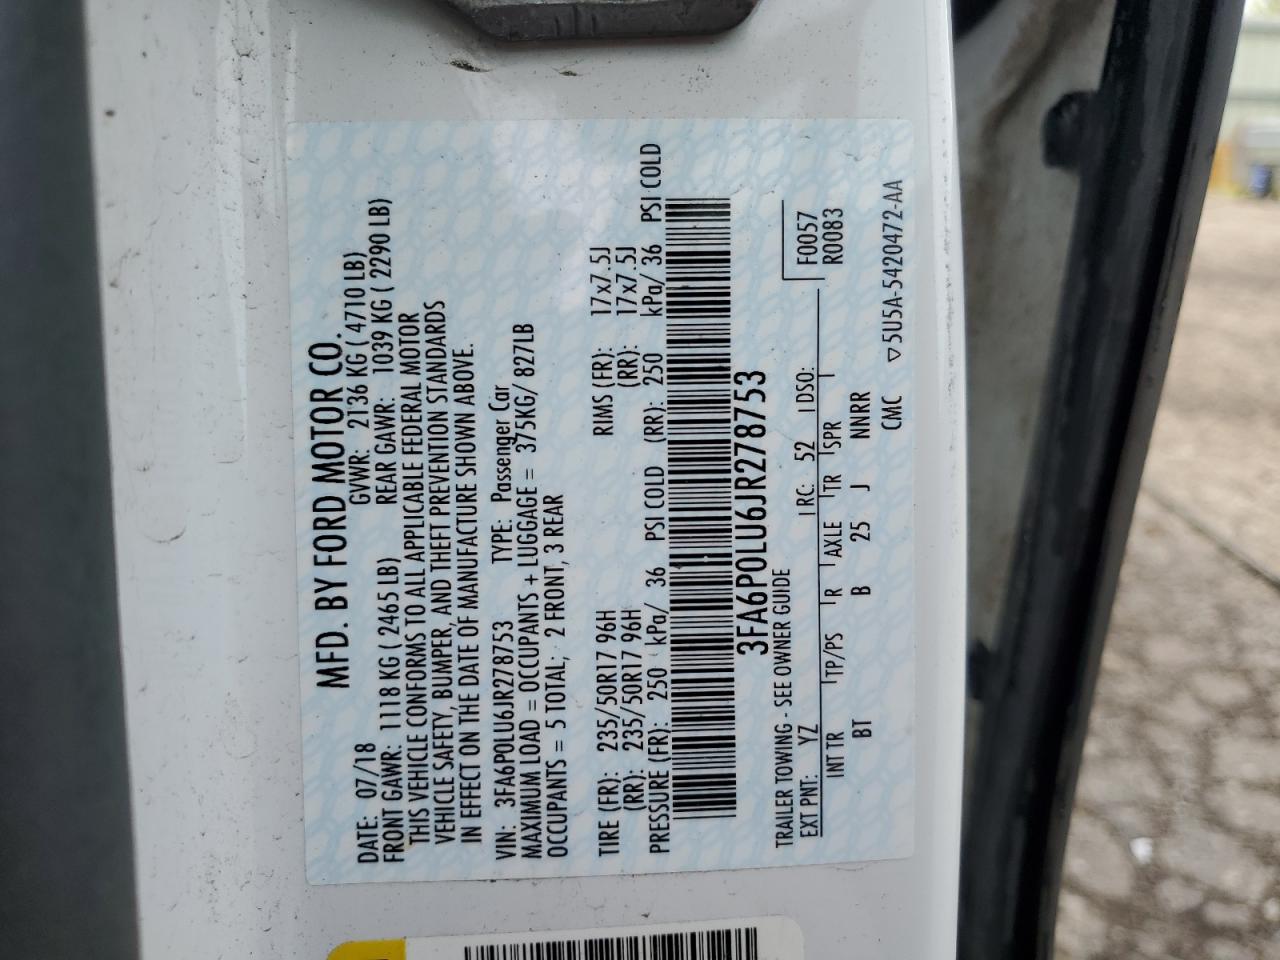 MFD. BY FORD MOTOR CO.
DATE: 07/18 GVWR: 2136 KG ( 4710 LB)
FRONT GAWR: 1118 KG ( 2465 LB) REAR GAWR: 1039 KG ( 2290 LB)
THIS VEHICLE CONFORMS TO ALL APPLICABLE FEDERAL MOTOR
VEHICLE SAFETY, BUMPER, AND THEFT PREVENTION STANDARDS
IN EFFECT ON THE DATE OF MANUFACTURE SHOWN ABOVE.
VIN: 3FA6P0LU6JR278753 TYPE: Passenger Car
MAXIMUM LOAD = OCCUPANTS + LUGGAGE = 375KG/ 827LB
OCCUPANTS = 5 TOTAL, 2 FRONT, 3 REAR
TIRE (FR): 235/50R17 96H RIMS (FR): 17x7.5J
(RR): 235/50R17 96H (RR): 17x7.5J
PRESSURE (FR): 250 kPa/ 36 PSI COLD (RR): 250 kPa/ 36 PSI COLD
3FA6P0LU6JR278753
TRAILER TOWING - SEE OWNER GUIDE
EXT PNT: YZ RC: 52 DSO: F0057
R0083
INT TR TP/PS R AXLE TR SPR
BT B 25 J NNRR
CMC ▽5U5A-5420472-AA